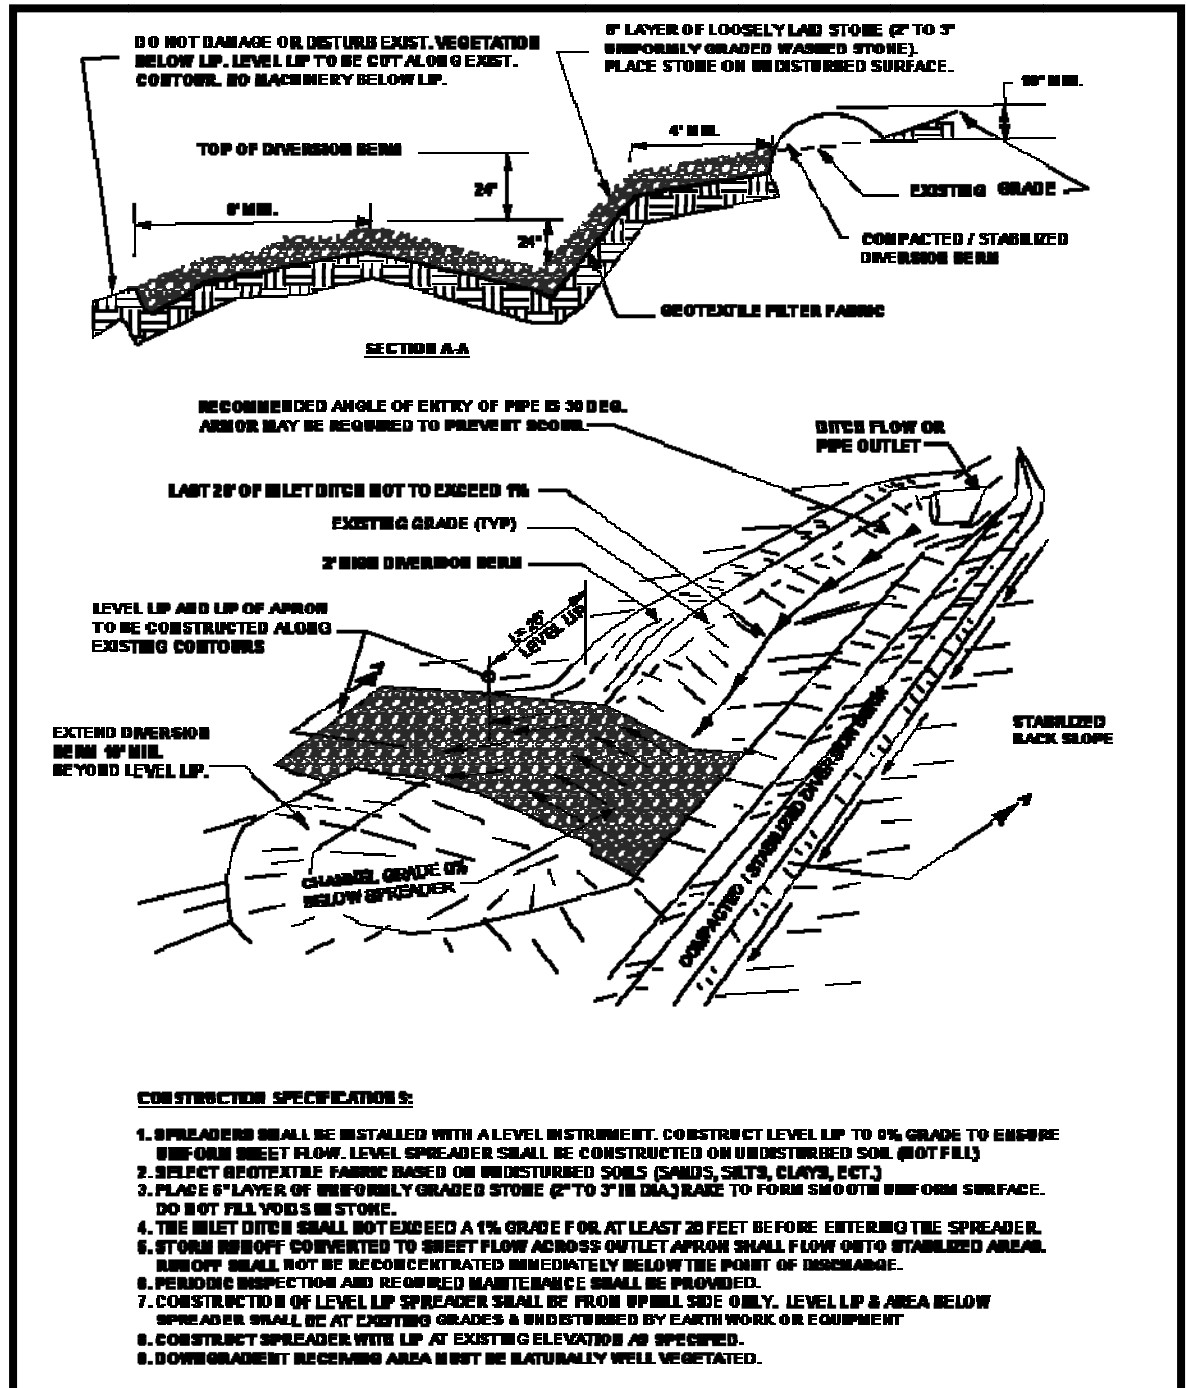 DO NOT DAMAGE OR DISTURB EXIST. VEGETATION
BELOW LIP. LEVEL LIP TO BE CUT ALONG EXIST.
CONTOUR. NO MACHINERY BELOW LIP.
6" LAYER OF LOOSELY LAID STONE (2" TO 3"
UNIFORMLY GRADED WASHED STONE).
PLACE STONE ON UNDISTURBED SURFACE.
MIN.
4' MIN.
TOP OF DIVERSION BERM
24"
EXISTING GRADE
MIN.
24"
COMPACTED / STABILIZED
DIVERSION BERM
GEOTEXTILE FILTER FABRIC
SECTION A-A
RECOMMENDED ANGLE OF ENTRY OF PIPE IS 30 DEG.
ARMOR MAY BE REQUIRED TO PREVENT SCOUR.
DITCH FLOW OR
PIPE OUTLET
LAST 20' OF INLET DITCH NOT TO EXCEED 1%
EXISTING GRADE (TYP)
2' HIGH DIVERSION BERM
LEVEL LIP AND LIP OF APRON
TO BE CONSTRUCTED ALONG
EXISTING CONTOURS
L = 25'
LEVEL LIP
STABILIZED
BACK SLOPE
EXTEND DIVERSION
BERM 10' MIN.
BEYOND LEVEL LIP.
COMPACTED / STABILIZED DIVERSION BERM
CHANNEL GRADE 0%
BELOW SPREADER
CONSTRUCTION SPECIFICATIONS:
1. SPREADERS SHALL BE INSTALLED WITH A LEVEL INSTRUMENT. CONSTRUCT LEVEL LIP TO 0% GRADE TO ENSURE
UNIFORM SHEET FLOW. LEVEL SPREADER SHALL BE CONSTRUCTED ON UNDISTURBED SOIL (NOT FILL)
2. SELECT GEOTEXTILE FABRIC BASED ON UNDISTURBED SOILS (SANDS, SILTS, CLAYS, ECT.)
3. PLACE 6" LAYER OF UNIFORMLY GRADED STONE (2" TO 3" IN DIA.) RAKE TO FORM SMOOTH UNIFORM SURFACE.
DO NOT FILL VOIDS IN STONE.
4. THE INLET DITCH SHALL NOT EXCEED A 1% GRADE FOR AT LEAST 20 FEET BEFORE ENTERING THE SPREADER.
5. STORM RUNOFF CONVERTED TO SHEET FLOW ACROSS OUTLET APRON SHALL FLOW ONTO STABILIZED AREAS.
RUNOFF SHALL NOT BE RECONCENTRATED IMMEDIATELY BELOW THE POINT OF DISCHARGE.
6. PERIODIC INSPECTION AND REQUIRED MAINTENANCE SHALL BE PROVIDED.
7. CONSTRUCTION OF LEVEL LIP SPREADER SHALL BE FROM UPHILL SIDE ONLY. LEVEL LIP & AREA BELOW
SPREADER SHALL BE AT EXISTING GRADES & UNDISTURBED BY EARTHWORK OR EQUIPMENT
8. CONSTRUCT SPREADER WITH LIP AT EXISTING ELEVATION AS SPECIFIED.
9. DOWNGRADIENT RECEIVING AREA MUST BE NATURALLY WELL VEGETATED.